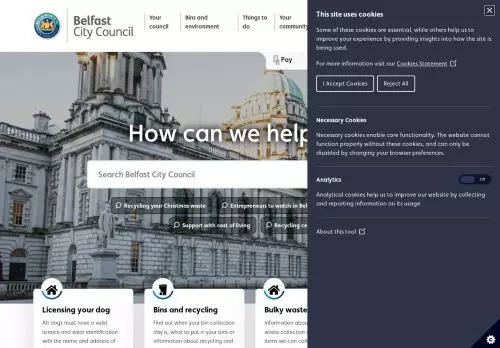 Belfast
City Council
Your
council
Bins and
environment
Things to
do
Your
community
Pay
How can we help
Search Belfast City Council
Recycling your Christmas waste
Entrepreneurs to watch in Bel
Support with cost of living
Recycling ce
Licensing your dog
All dogs must have a valid
licence and wear identification
with the name and address of
Bins and recycling
Find out when your bin collection
day is, what to put in your bins or
information about recycling and
Bulky waste
Information abou
waste collection
items we can coll
This site uses cookies
Some of these cookies are essential, while others help us to
improve your experience by providing insights into how the site is
being used.
For more information visit our Cookies Statement
I Accept Cookies
Reject All
Necessary Cookies
Necessary cookies enable core functionality. The website cannot
function properly without these cookies, and can only be
disabled by changing your browser preferences.
Analytics
Off
Analytical cookies help us to improve our website by collecting
and reporting information on its usage.
About this tool